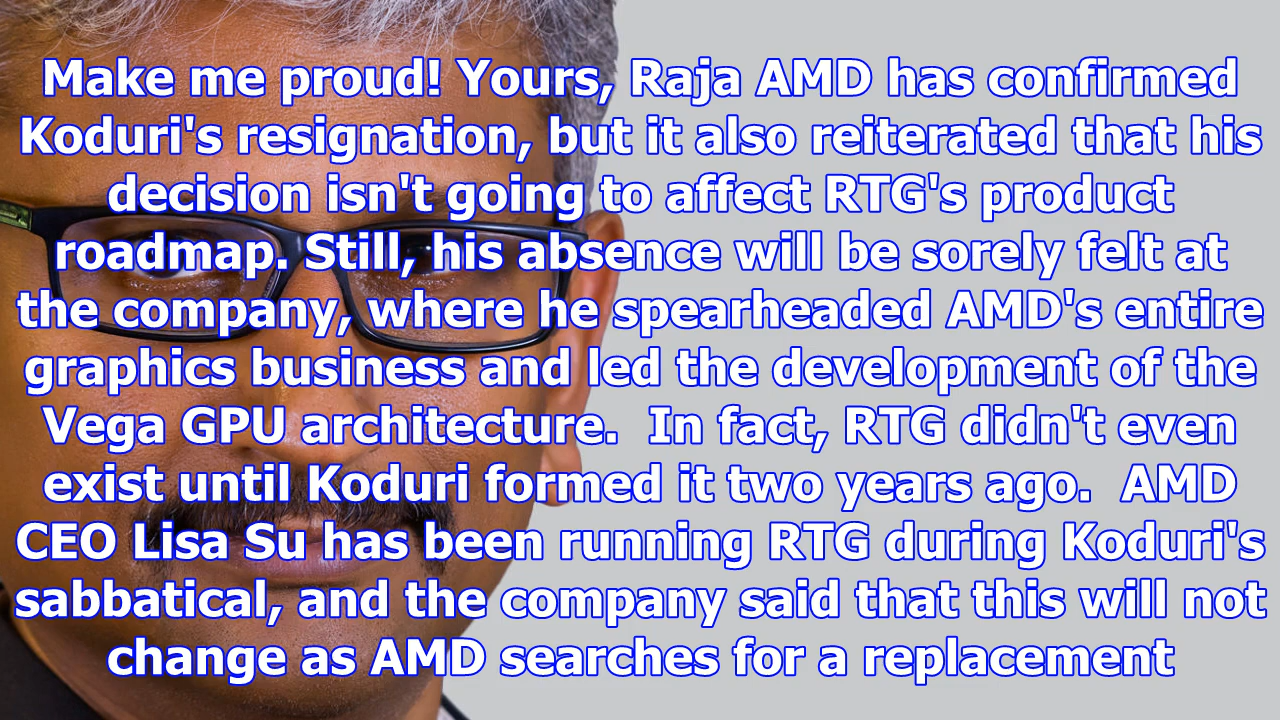 Make me proud! Yours, Raja AMD has confirmed
Koduri's resignation, but it also reiterated that his
decision isn't going to affect RTG's product
roadmap. Still, his absence will be sorely felt at
the company, where he spearheaded AMD's entire
graphics business and led the development of the
Vega GPU architecture.  In fact, RTG didn't even
exist until Koduri formed it two years ago.  AMD
CEO Lisa Su has been running RTG during Koduri's
sabbatical, and the company said that this will not
change as AMD searches for a replacement